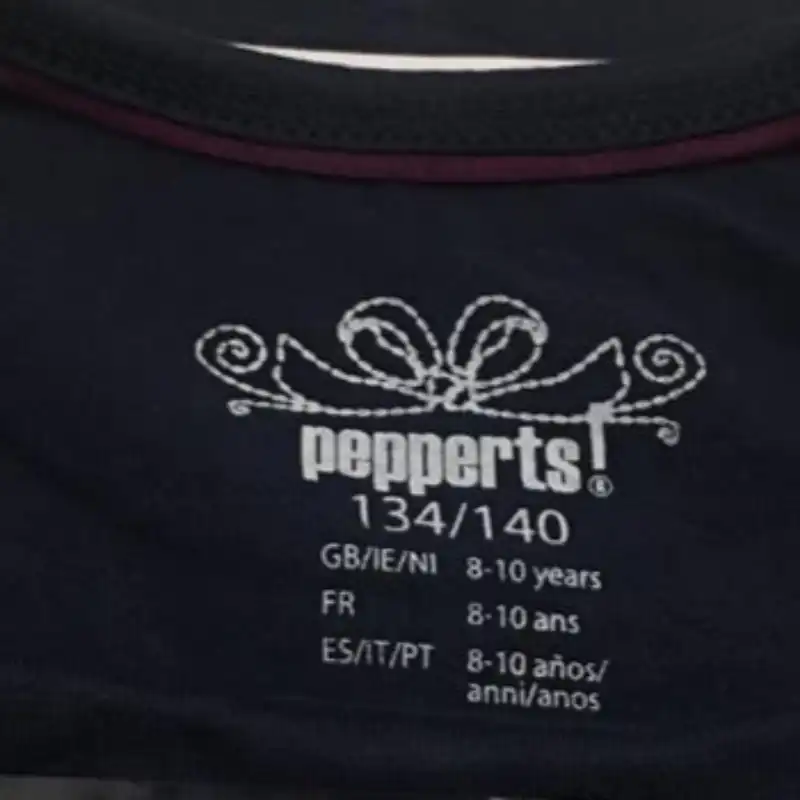 pepperts!®
134/140
GB/IE/NI 8-10 years
FR 8-10 ans
ES/IT/PT 8-10 años/
anni/anos